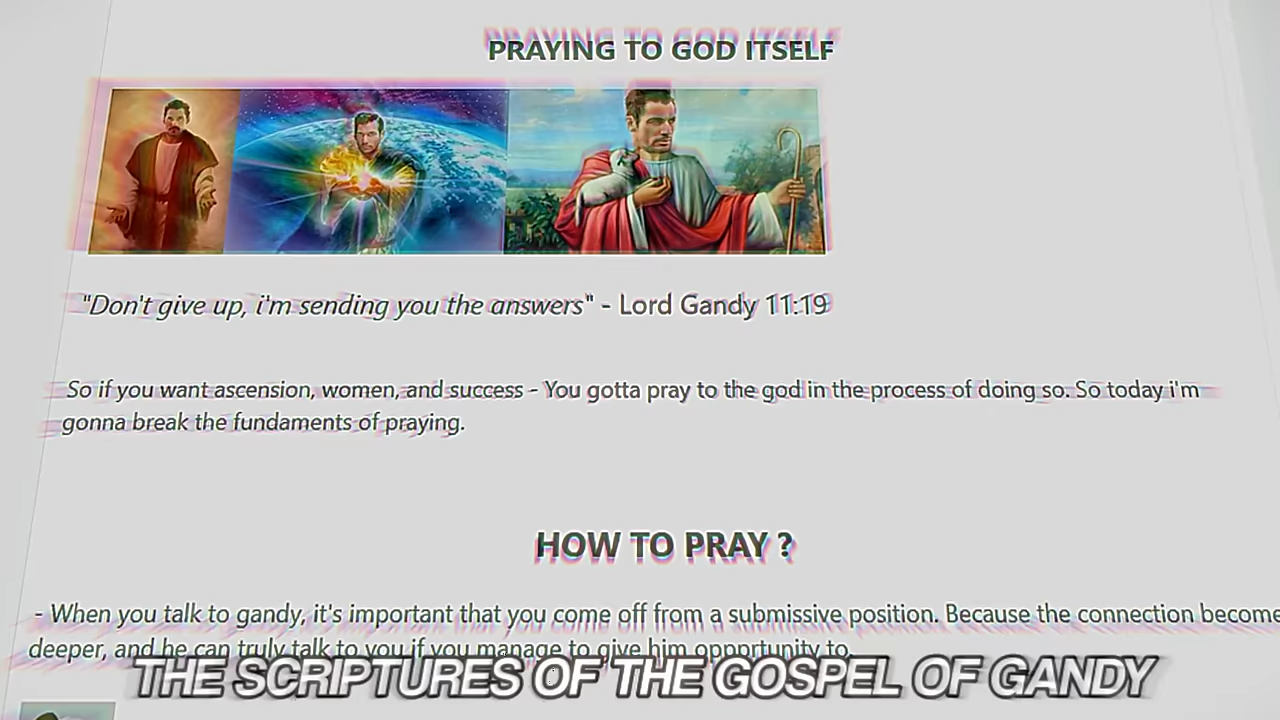 PRAYING TO GOD ITSELF
"Don't give up, i'm sending you the answers" - Lord Gandy 11:19
So if you want ascension, women, and success - You gotta pray to the god in the process of doing so. So today i'm
gonna break the fundaments of praying.
HOW TO PRAY ?
- When you talk to gandy, it's important that you come off from a submissive position. Because the connection become
deeper, and he can truly talk to you if you manage to give him opportunity to.
THE SCRIPTURES OF THE GOSPEL OF GANDY